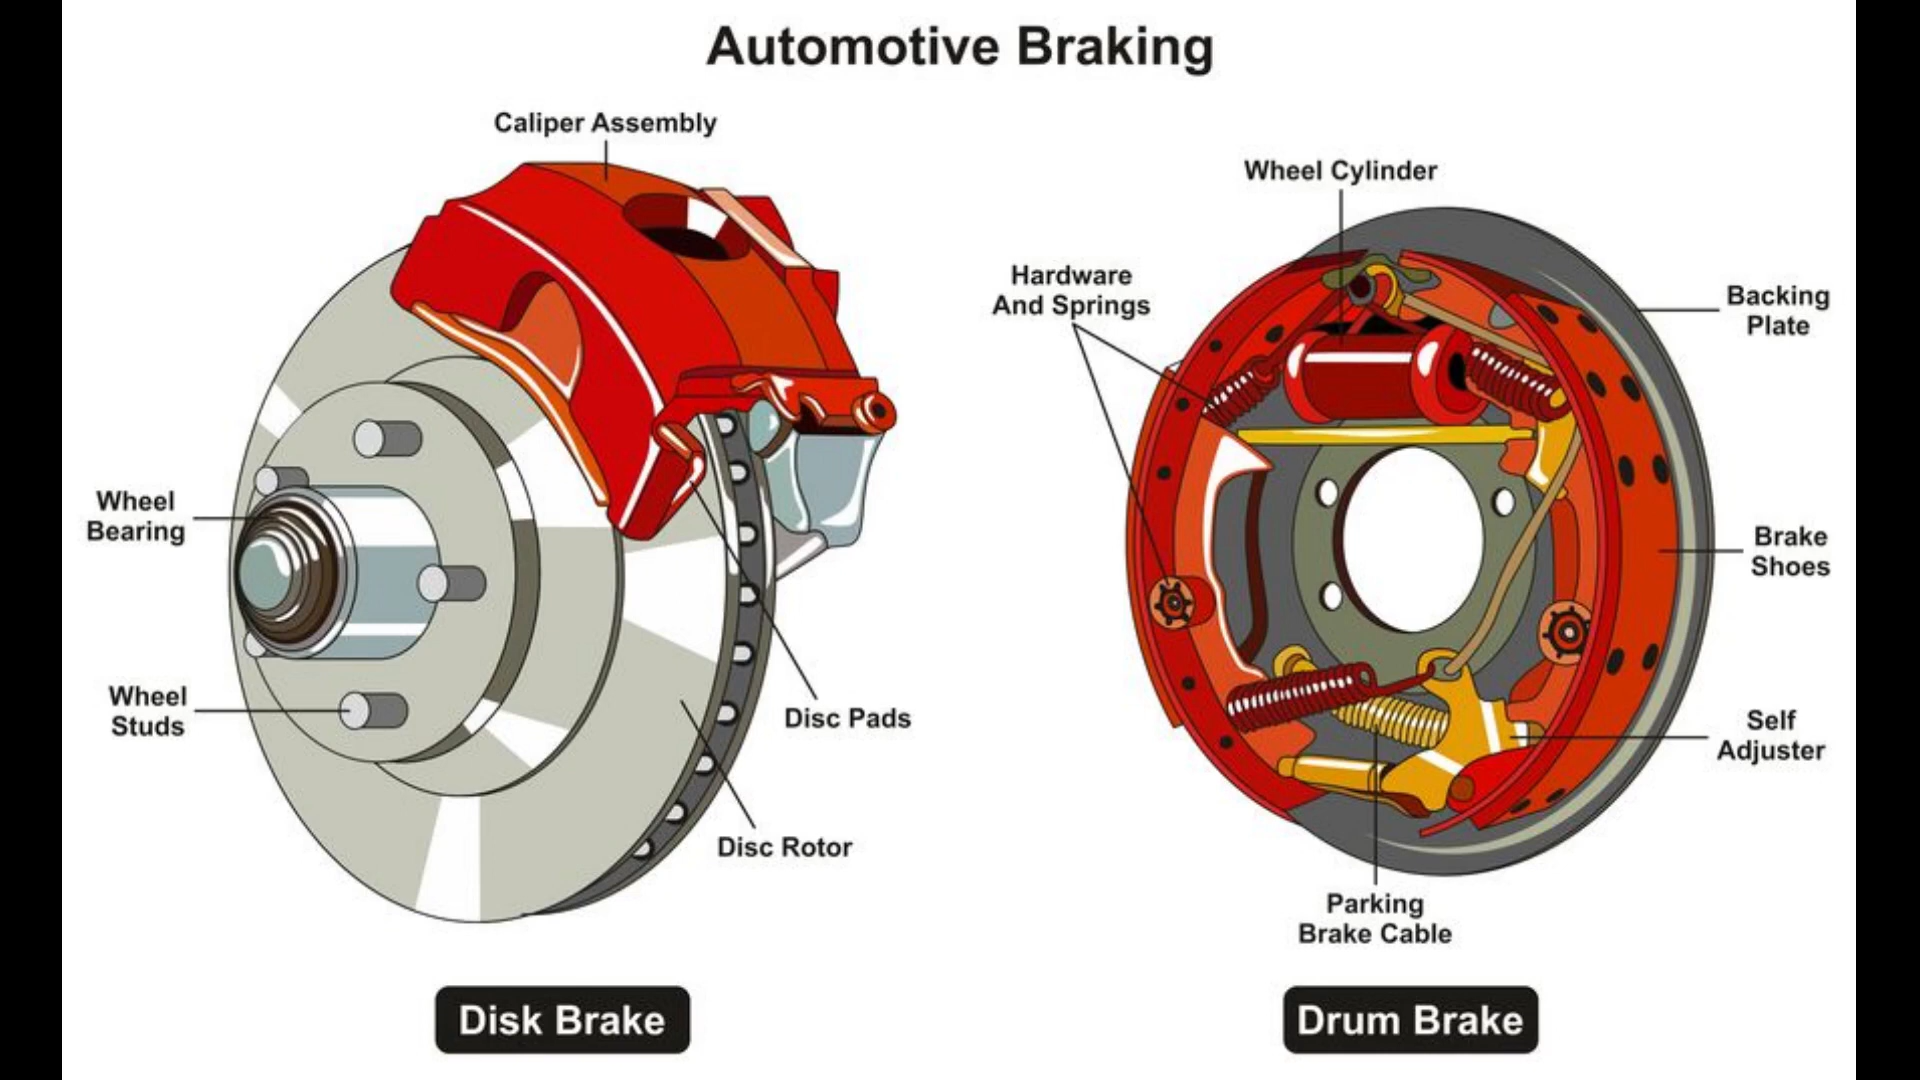 Automotive Braking
Caliper Assembly
Wheel
Bearing
Wheel
Studs
Disc Pads
Disc Rotor
Disk Brake
Wheel Cylinder
Hardware
And Springs
Backing
Plate
Brake
Shoes
Self
Adjuster
Parking
Brake Cable
Drum Brake